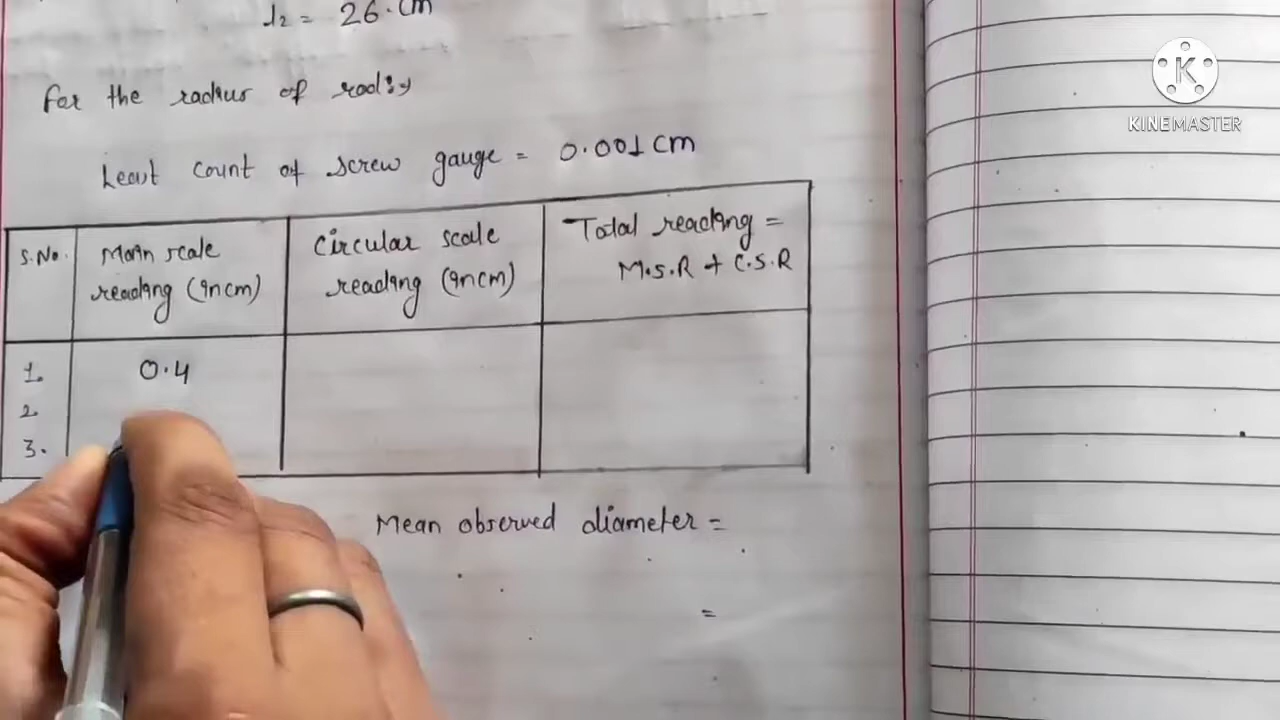 l2 = 26.cm
For the radius of rod:→
Least count of screw gauge = 0.001 cm
S.No.
Main scale
reading (in cm)
Circular scale
reading (in cm)
Total reading =
M.S.R + C.S.R
1. 0.4
2.
3.
Mean observed diameter =
=
KINEMASTER